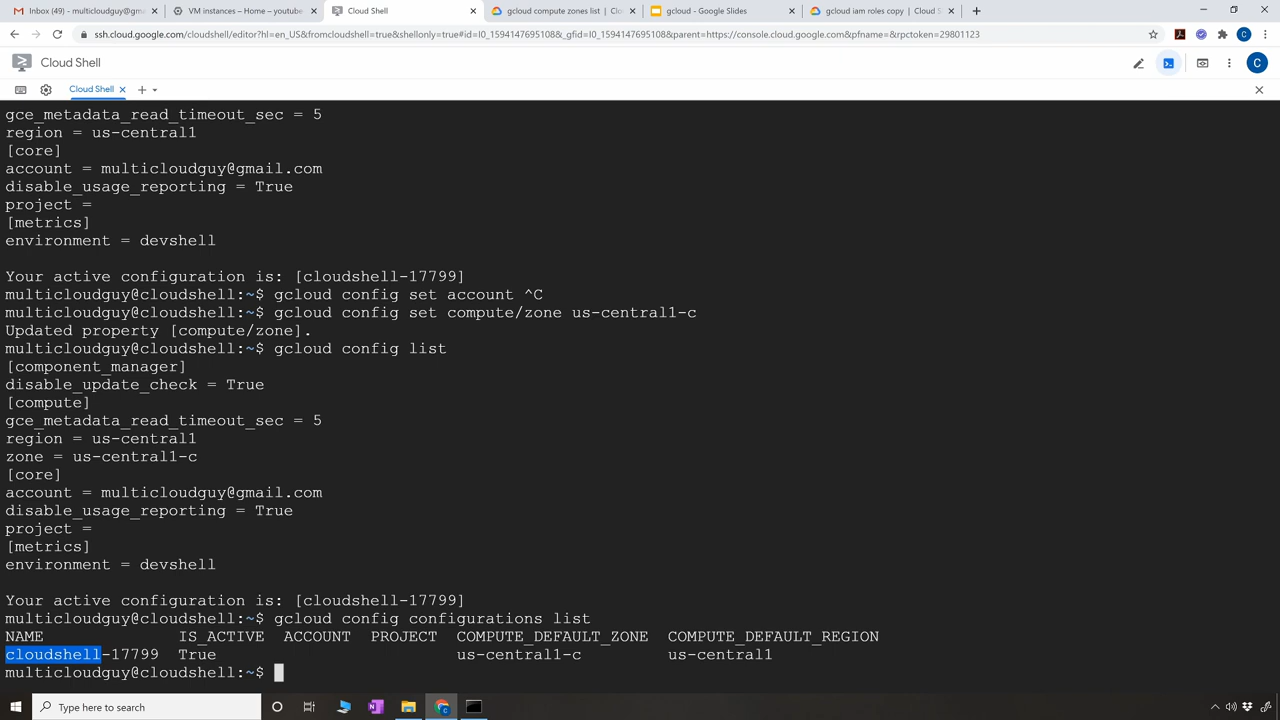 Inbox (49) - multicloudguy@gma
VM instances – Home – youtube
Cloud Shell
gcloud compute zones list | Clo
gcloud - Google Slides
gcloud iam roles copy | Cloud S
ssh.cloud.google.com/cloudshell/editor?hl=en_US&fromcloudshell=true&shellonly=true#id=I0_1594147695108&_gfid=I0_1594147695108&parent=https://console.cloud.google.com&pfname=&rpctoken=29801123
C
Cloud Shell
C
Cloud Shell
gce_metadata_read_timeout_sec = 5
region = us-central1
[core]
account = multicloudguy@gmail.com
disable_usage_reporting = True
project =
[metrics]
environment = devshell
Your active configuration is: [cloudshell-17799]
multicloudguy@cloudshell:~$ gcloud config set account ^C
multicloudguy@cloudshell:~$ gcloud config set compute/zone us-central1-c
Updated property [compute/zone].
multicloudguy@cloudshell:~$ gcloud config list
[component_manager]
disable_update_check = True
[compute]
gce_metadata_read_timeout_sec = 5
region = us-central1
zone = us-central1-c
[core]
account = multicloudguy@gmail.com
disable_usage_reporting = True
project =
[metrics]
environment = devshell
Your active configuration is: [cloudshell-17799]
multicloudguy@cloudshell:~$ gcloud config configurations list
NAME IS_ACTIVE ACCOUNT PROJECT COMPUTE_DEFAULT_ZONE COMPUTE_DEFAULT_REGION
cloudshell-17799 True us-central1-c us-central1
multicloudguy@cloudshell:~$
Type here to search